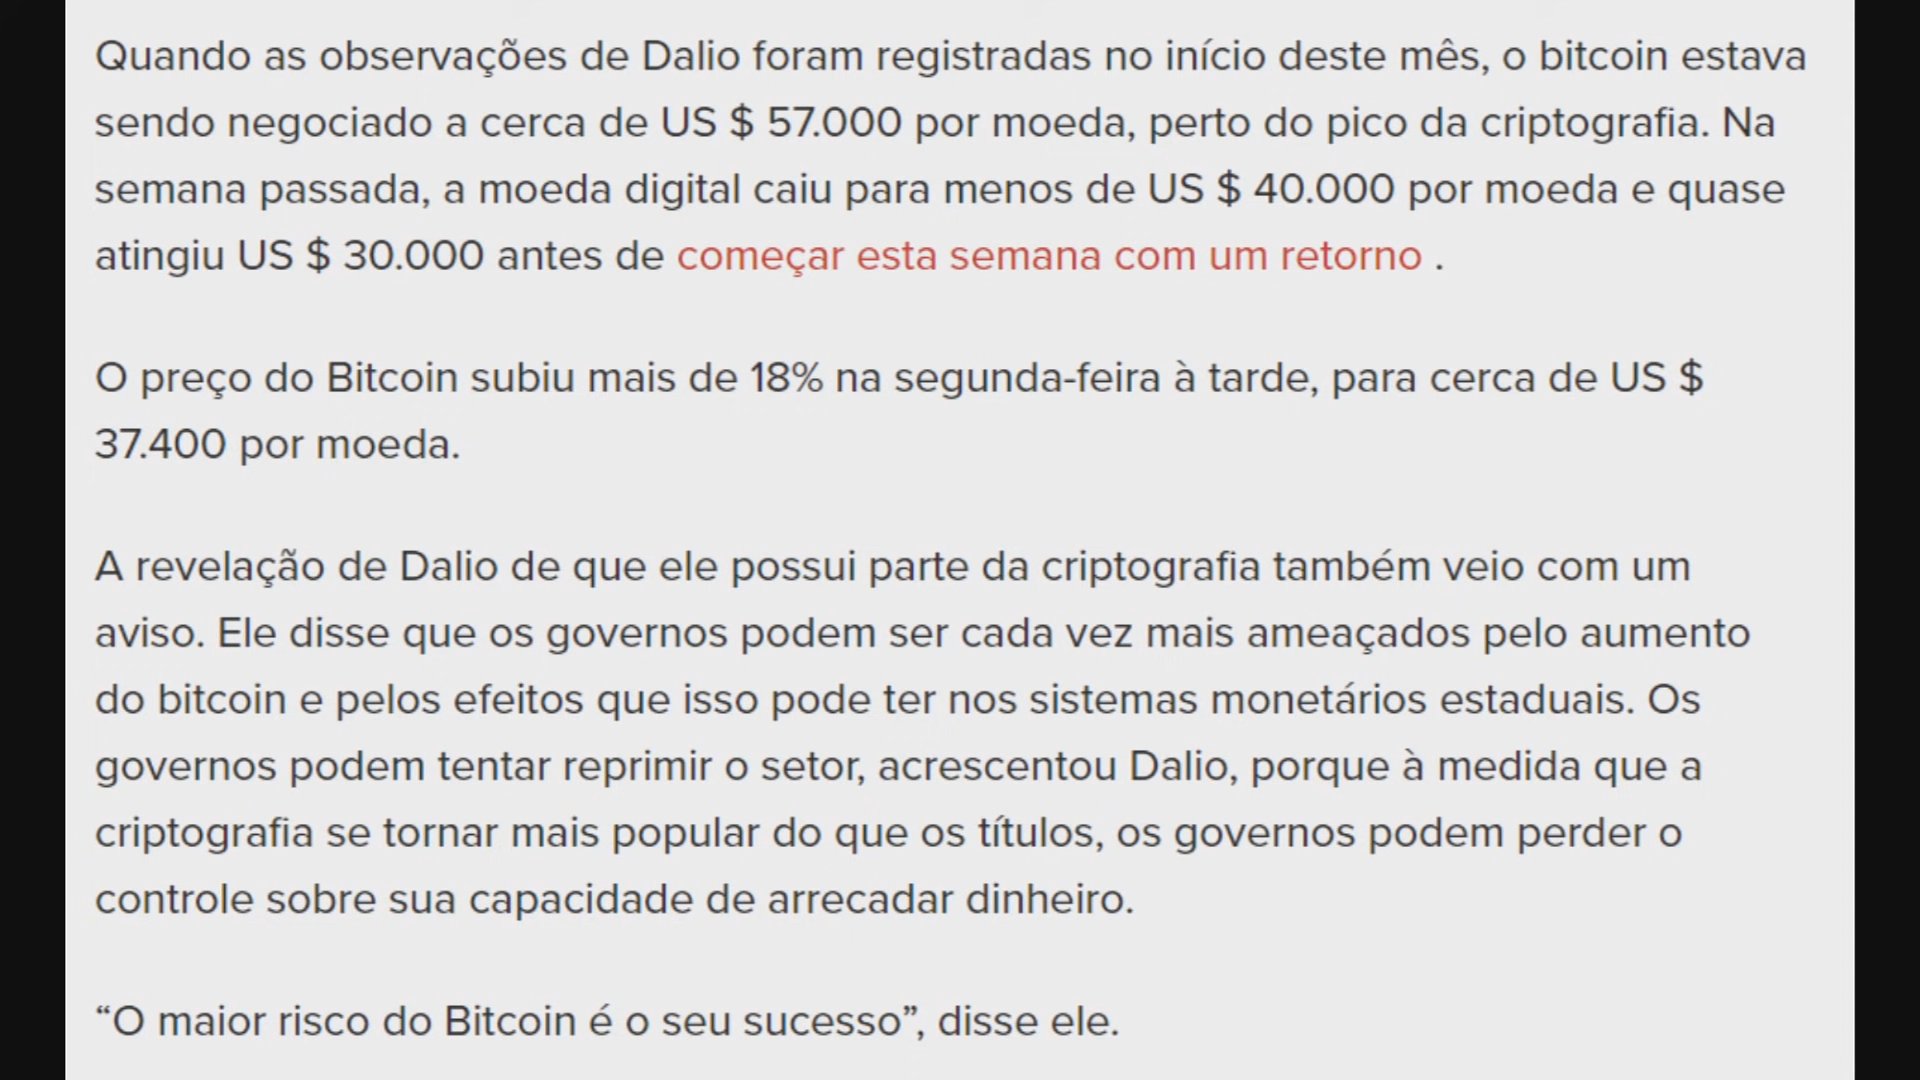 Quando as observações de Dalio foram registradas no início deste mês, o bitcoin estava
sendo negociado a cerca de US $ 57.000 por moeda, perto do pico da criptografia. Na
semana passada, a moeda digital caiu para menos de US $ 40.000 por moeda e quase
atingiu US $ 30.000 antes de começar esta semana com um retorno .
O preço do Bitcoin subiu mais de 18% na segunda-feira à tarde, para cerca de US $
37.400 por moeda.
A revelação de Dalio de que ele possui parte da criptografia também veio com um
aviso. Ele disse que os governos podem ser cada vez mais ameaçados pelo aumento
do bitcoin e pelos efeitos que isso pode ter nos sistemas monetários estaduais. Os
governos podem tentar reprimir o setor, acrescentou Dalio, porque à medida que a
criptografia se tornar mais popular do que os títulos, os governos podem perder o
controle sobre sua capacidade de arrecadar dinheiro.
“O maior risco do Bitcoin é o seu sucesso”, disse ele.